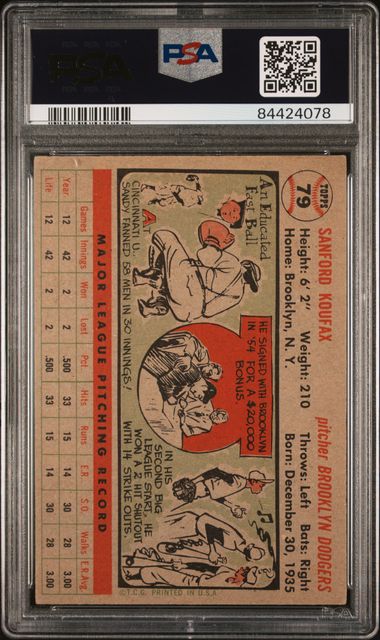 PSA
PSA
84424078
TOPPS
79
SANFORD KOUFAX
pitcher BROOKLYN DODGERS
Height: 6' 2" Weight: 210 Throws: Left Bats: Right
Home: Brooklyn, N. Y. Born: December 30, 1935
An Educated
Fast Ball
AT
CINCINNATI U.
SANDY FANNED 58 MEN IN 30 INNINGS!
HE SIGNED WITH BROOKLYN
IN '54 FOR A $20,000
BONUS.
IN HIS
SECOND BIG
LEAGUE START, HE
WON A 2 HIT SHUTOUT
WITH 14 STRIKE OUTS.
MAJOR LEAGUE PITCHING RECORD
Games Innings Won Lost Pct. Hits Runs E.R. S.O. Walks E.R.Avg.
Year 12 42 2 2 .500 33 15 14 30 28 3.00
Life 12 42 2 2 .500 33 15 14 30 28 3.00
©T.C.G. PRINTED IN U.S.A.